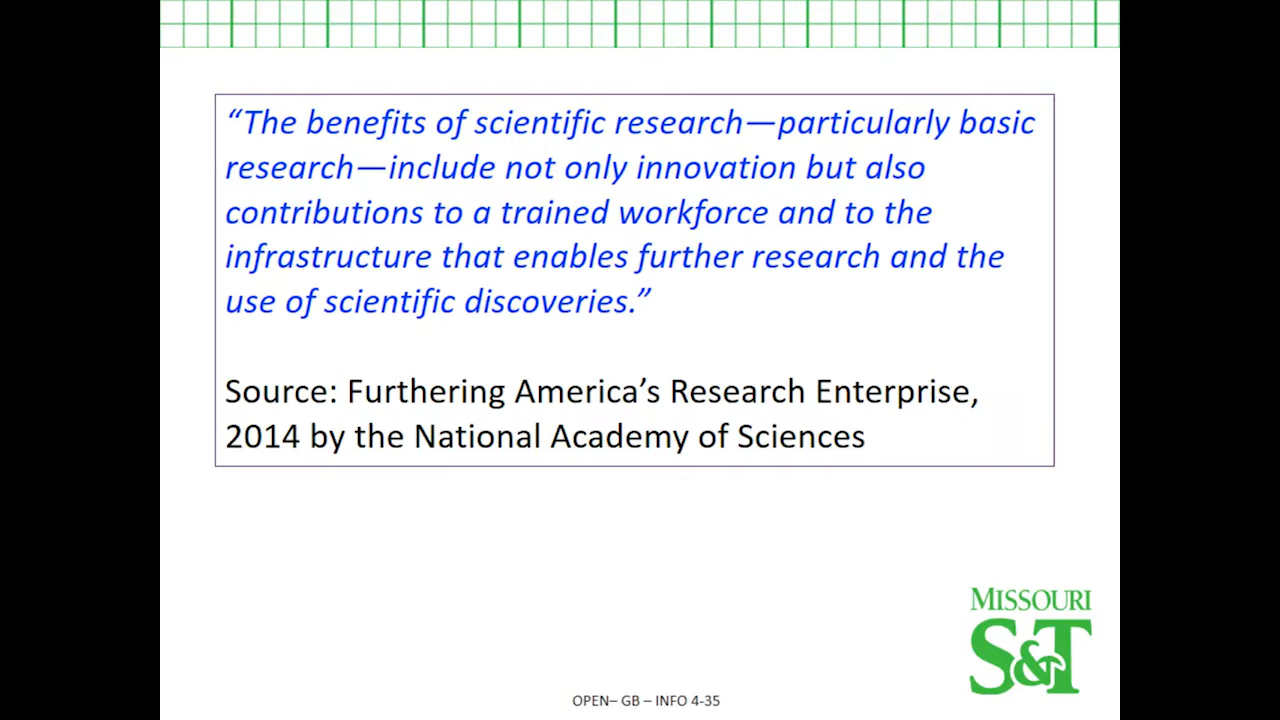 “The benefits of scientific research—particularly basic
research—include not only innovation but also
contributions to a trained workforce and to the
infrastructure that enables further research and the
use of scientific discoveries.”
Source: Furthering America’s Research Enterprise,
2014 by the National Academy of Sciences
MISSOURI
S&T
OPEN– GB – INFO 4-35